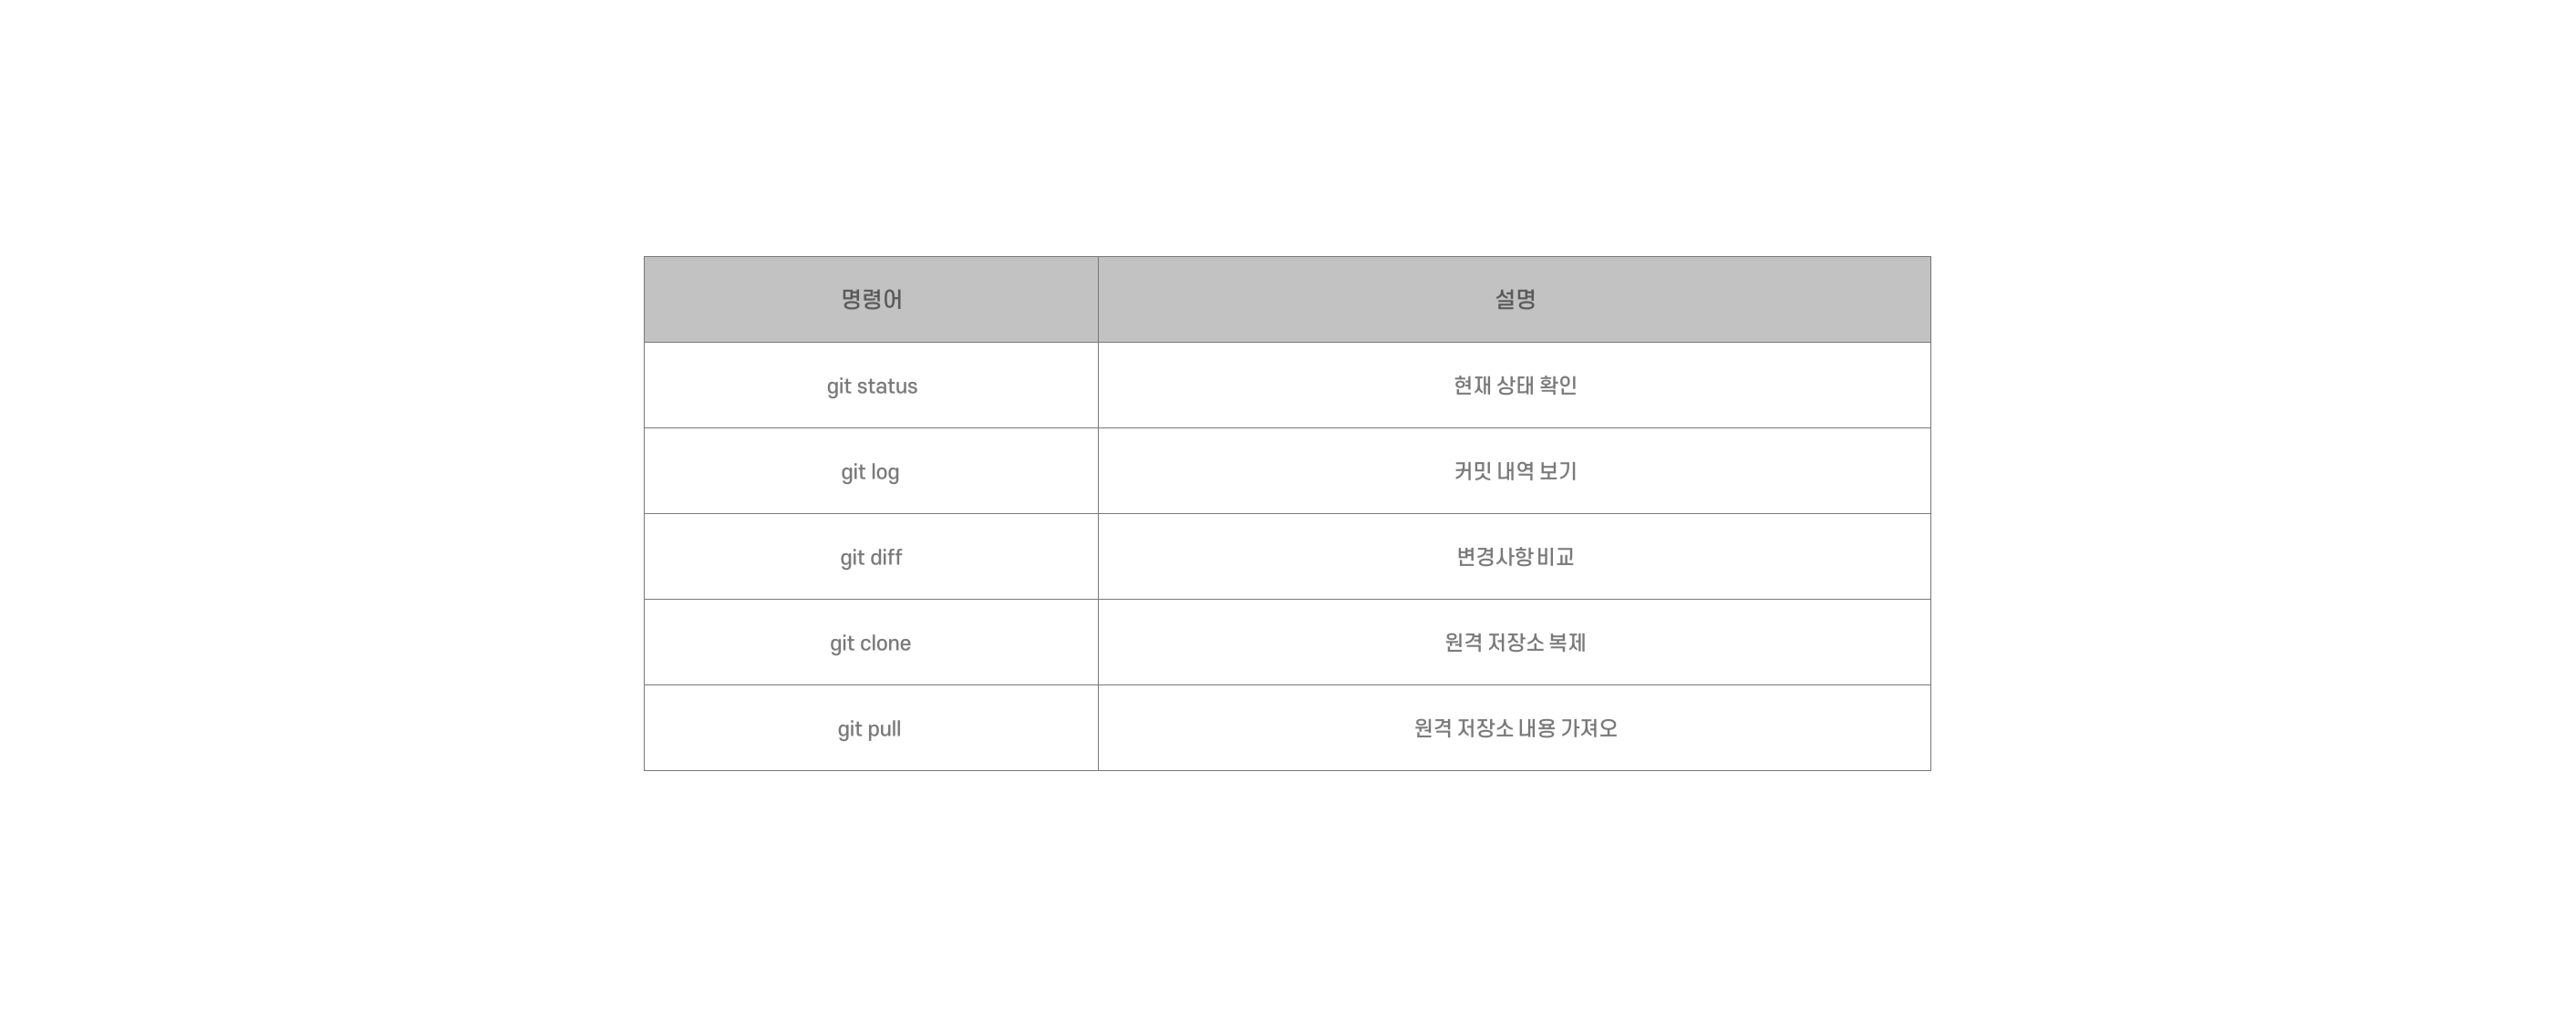 명령어 설명
git status 현재 상태 확인
git log 커밋 내역 보기
git diff 변경사항 비교
git clone 원격 저장소 복제
git pull 원격 저장소 내용 가져오